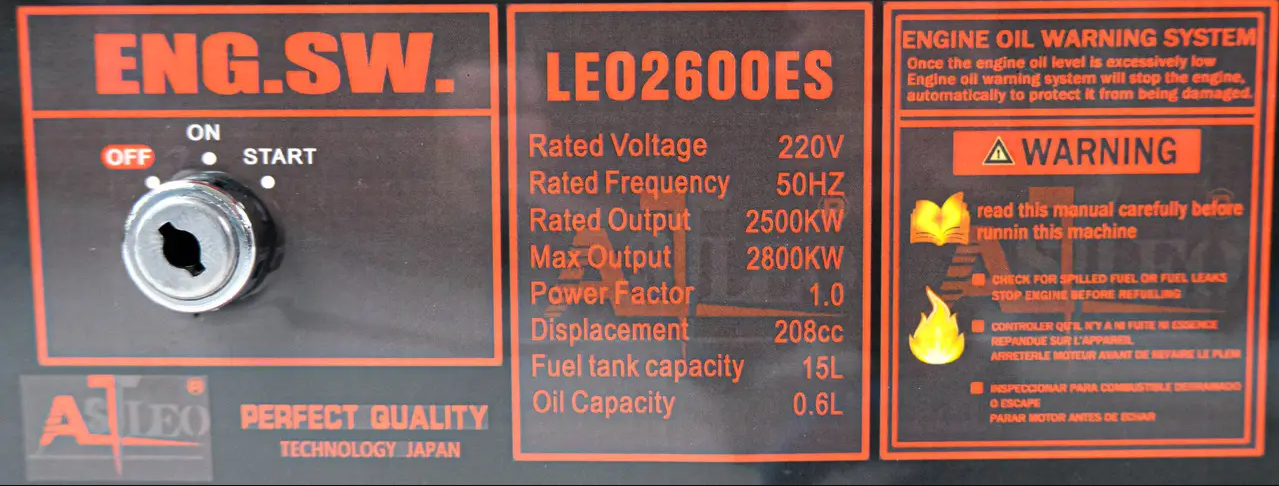 ENG.SW.
ON
OFF
START
ASTLEO ®
PERFECT QUALITY
TECHNOLOGY JAPAN
LEO2600ES
Rated Voltage 220V
Rated Frequency 50HZ
Rated Output 2500KW
Max Output 2800KW
Power Factor 1.0
Displacement 208cc
Fuel tank capacity 15L
Oil Capacity 0.6L
ENGINE OIL WARNING SYSTEM
Once the engine oil level is excessively low
Engine oil warning system will stop the engine,
automatically to protect it from being damaged.
WARNING
read this manual carefully before
runnin this machine
CHECK FOR SPILLED FUEL OR FUEL LEAKS
STOP ENGINE BEFORE REFUELING
CONTROLER QU'IL N'Y A NI FUITE NI ESSENCE
REPANDUE SUR L'APPAREIL
ARRETERLE MOTEUR AVANT DE REFAIRE LE PLEIN
INSPECCIONAR PARA COMBUSTIBLE DERRAMADO
O ESCAPE
PARAR MOTOR ANTES DE ECHAR